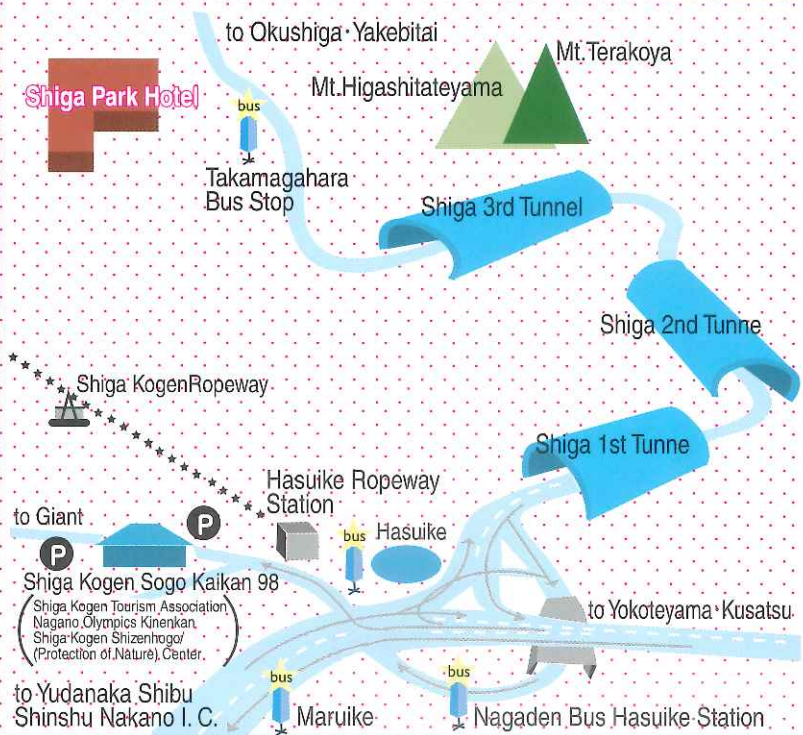 to Okushiga·Yakebitai
Mt.Terakoya
Mt.Higashitateyama
Shiga Park Hotel
bus
Takamagahara
Bus Stop
Shiga 3rd Tunnel
Shiga 2nd Tunne
Shiga KogenRopeway
Shiga 1st Tunne
Hasuike Ropeway
Station
to Giant
P
P
bus
Hasuike
Shiga Kogen Sogo Kaikan 98
(Shiga Kogen Tourism Association
Nagano Olympics Kinenkan
Shiga Kogen Shizenhogo/
(Protection of Nature) Center)
to Yokoteyama·Kusatsu
to Yudanaka Shibu
Shinshu Nakano I. C.
bus
Maruike
bus
Nagaden Bus Hasuike Station